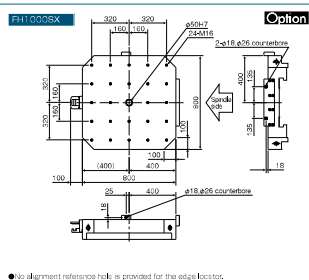 FH1000SX
Option
320
320
160
160
φ50H7
24-M16
2-φ18,φ26 counterbore
320
160
160
320
800
Spindle
side
400
135
135
18
100
100
(400)
400
100
800
25
400
18
φ18,φ26 counterbore
●No alignment reference hole is provided for the edge locator.